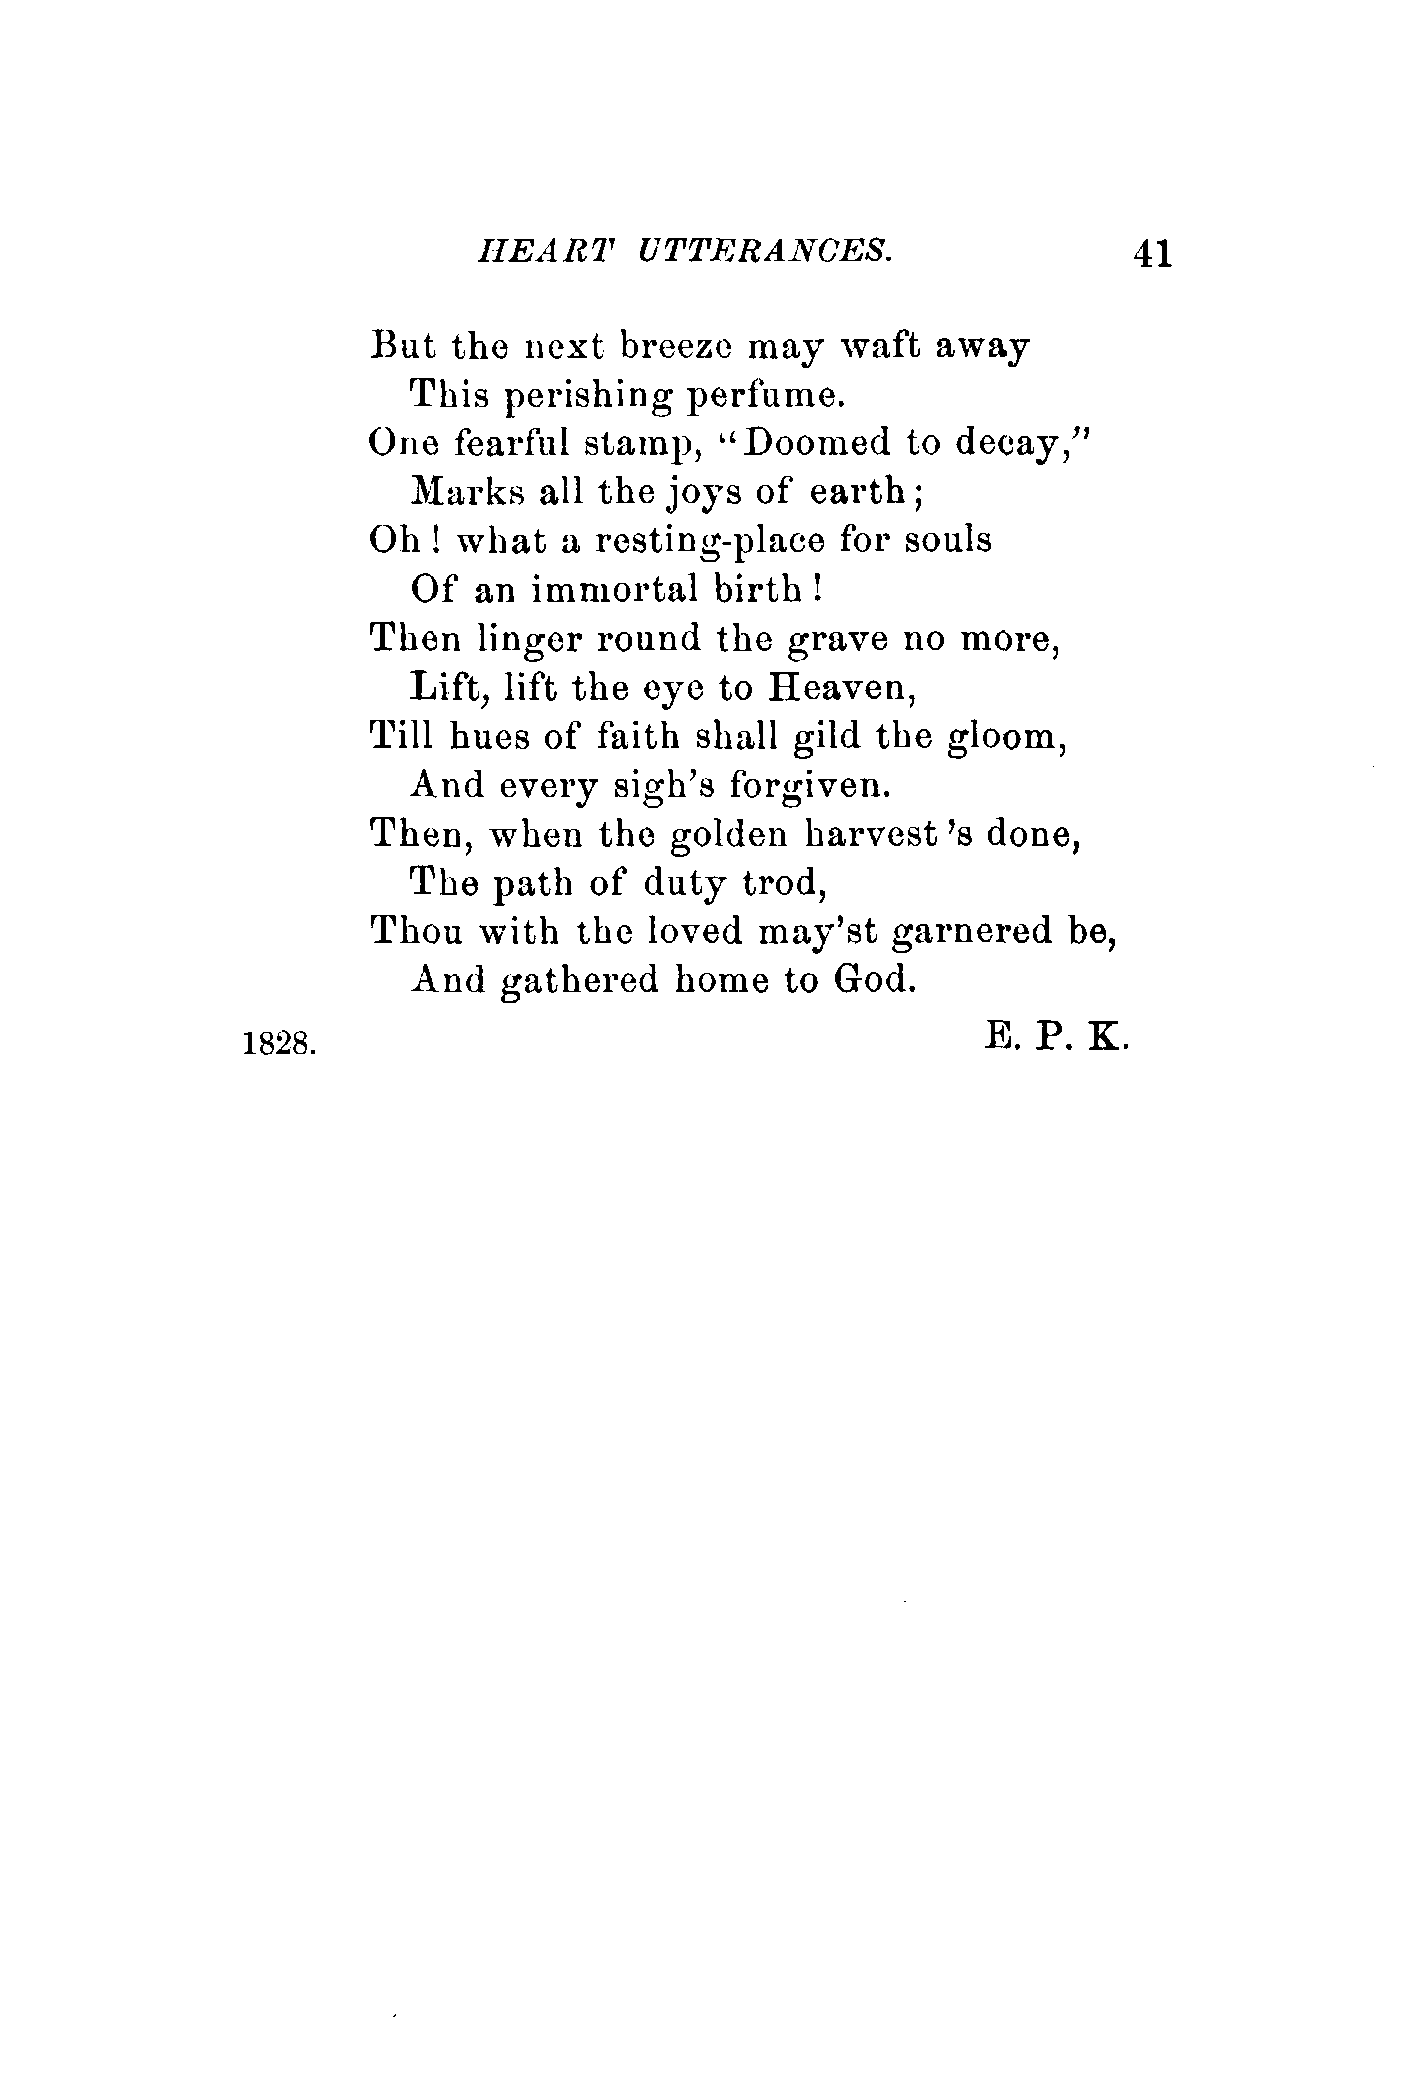 HEART UTTERANCES. 41
But the next breeze may waft away
This perishing perfume.
One fearful stamp, "Doomed to decay,"
Marks all the joys of earth;
Oh! what a resting-place for souls
Of an immortal birth!
Then linger round the grave no more,
Lift, lift the eye to Heaven,
Till hues of faith shall gild the gloom,
And every sigh's forgiven.
Then, when the golden harvest 's done,
The path of duty trod,
Thou with the loved may'st garnered be,
And gathered home to God.
1828. E. P. K.